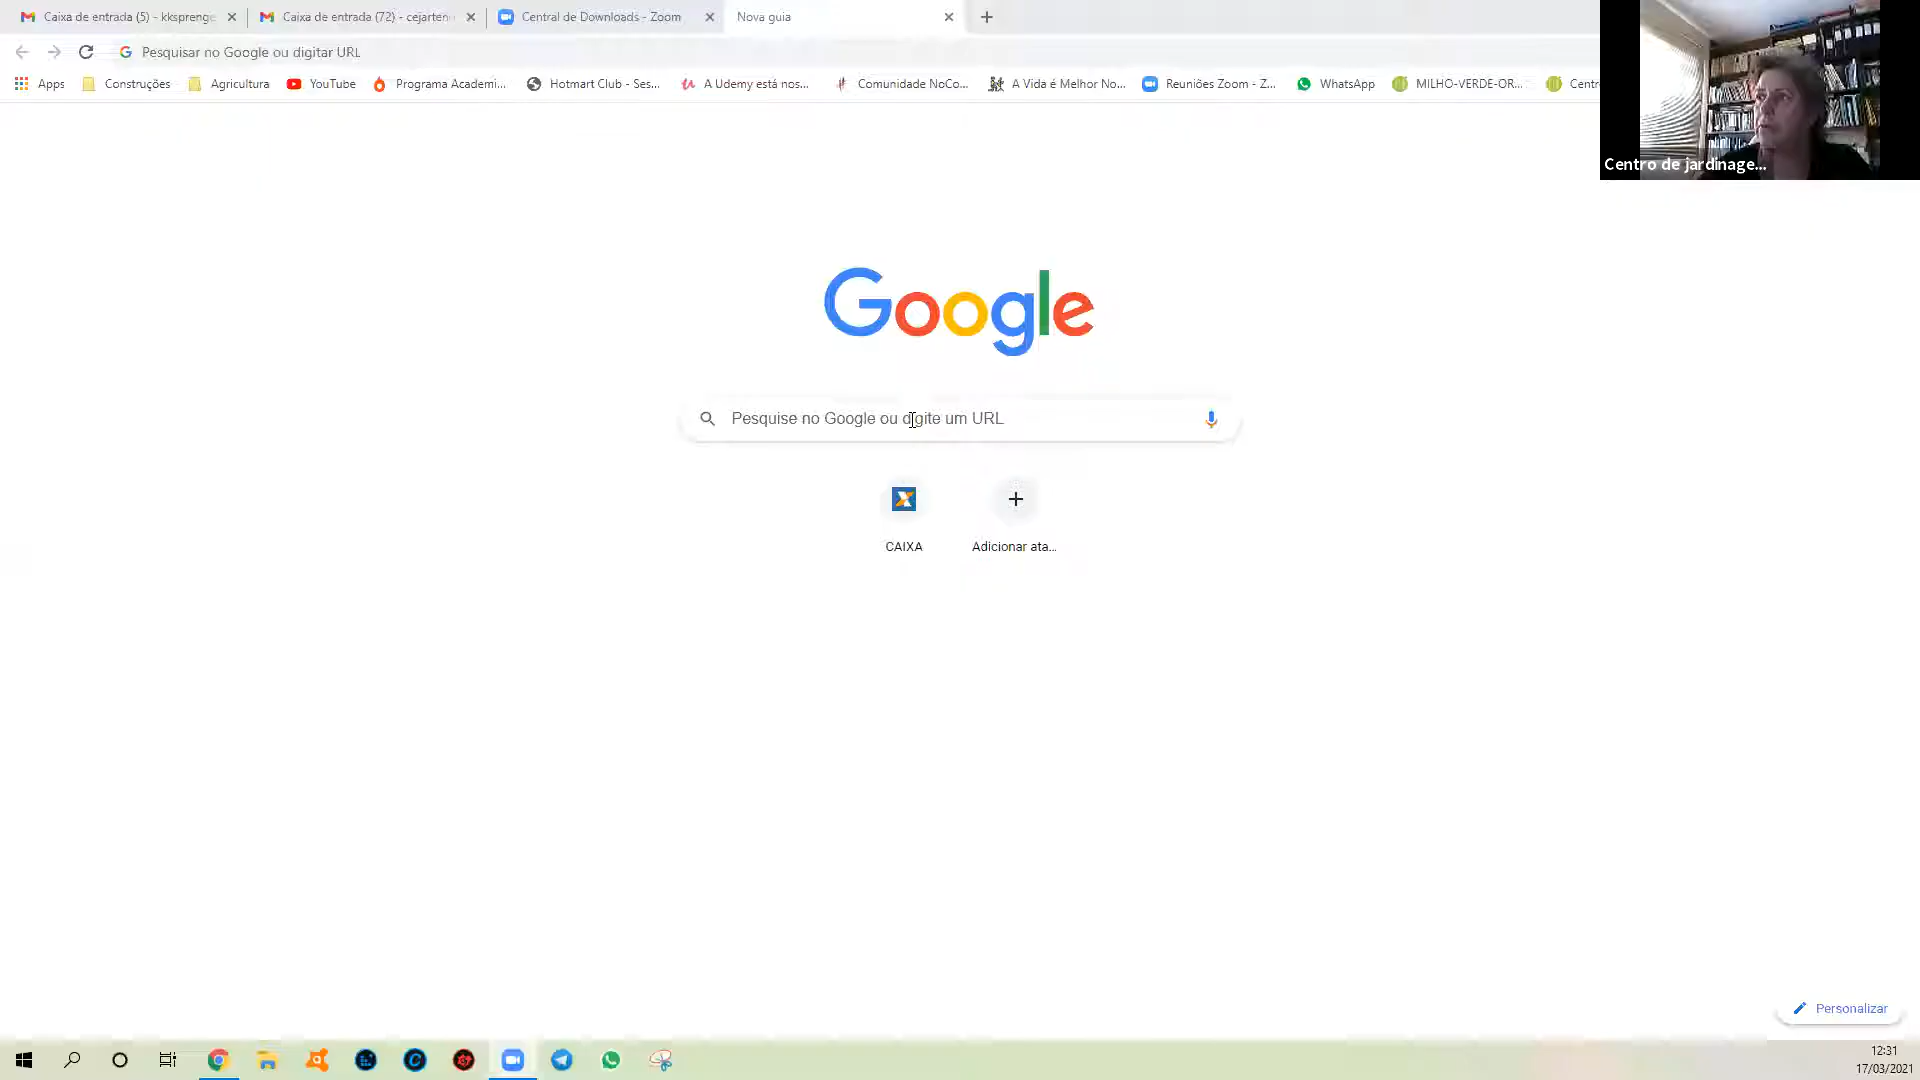 Caixa de entrada (5) - kkspreng
Caixa de entrada (72) - cejarten
Central de Downloads - Zoom
Nova guia
Pesquisar no Google ou digitar URL
Apps
Construções
Agricultura
YouTube
Programa Academi...
Hotmart Club - Ses...
A Udemy está nos...
Comunidade NoCo...
A Vida é Melhor No...
Reuniões Zoom - Z...
WhatsApp
MILHO-VERDE-OR...
Centr
Centro de jardinage...
Google
Pesquise no Google ou digite um URL
CAIXA
Adicionar ata...
Personalizar
12:31
17/03/2021